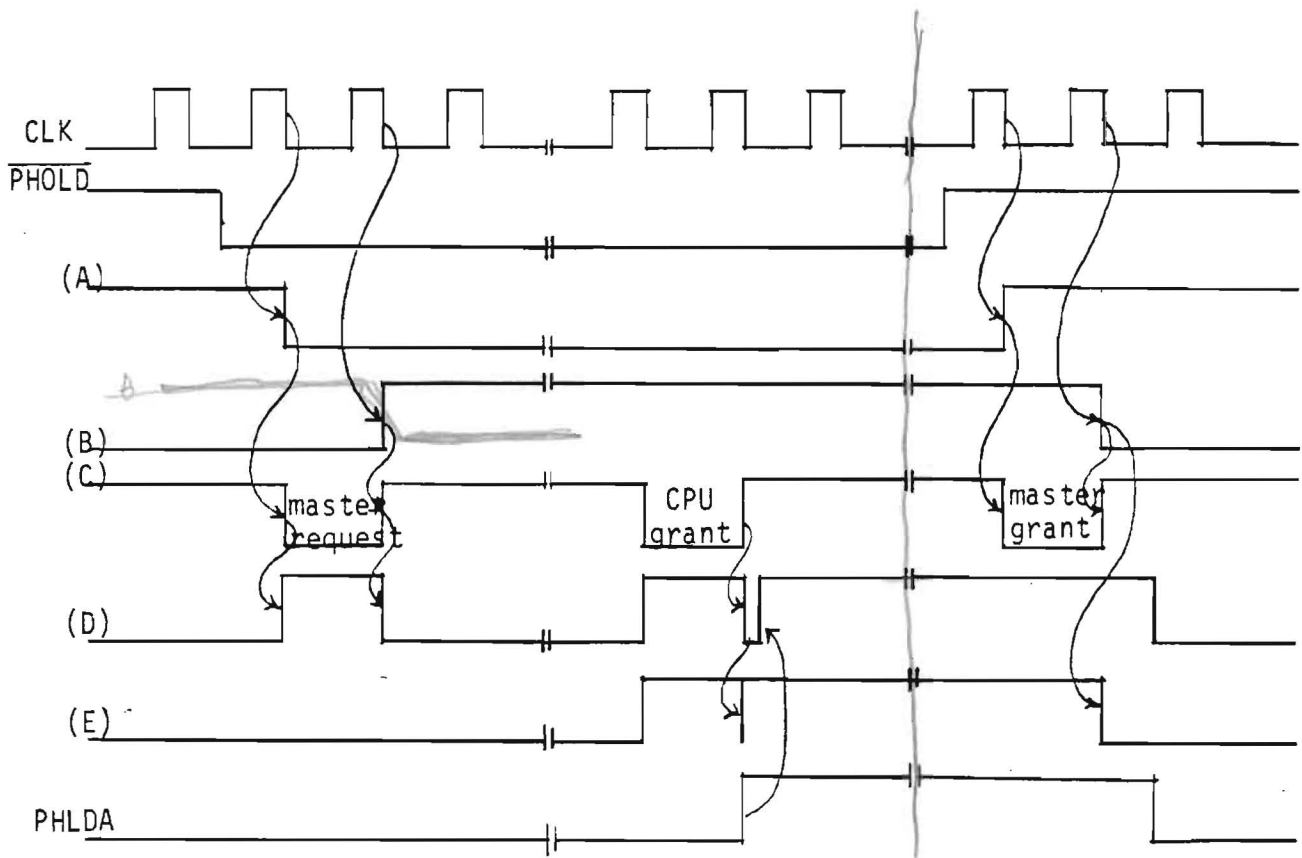 CLK
PHOLD
(A)
B
(B)
(C)
master
request
CPU
grant
master
grant
(D)
(E)
PHLDA